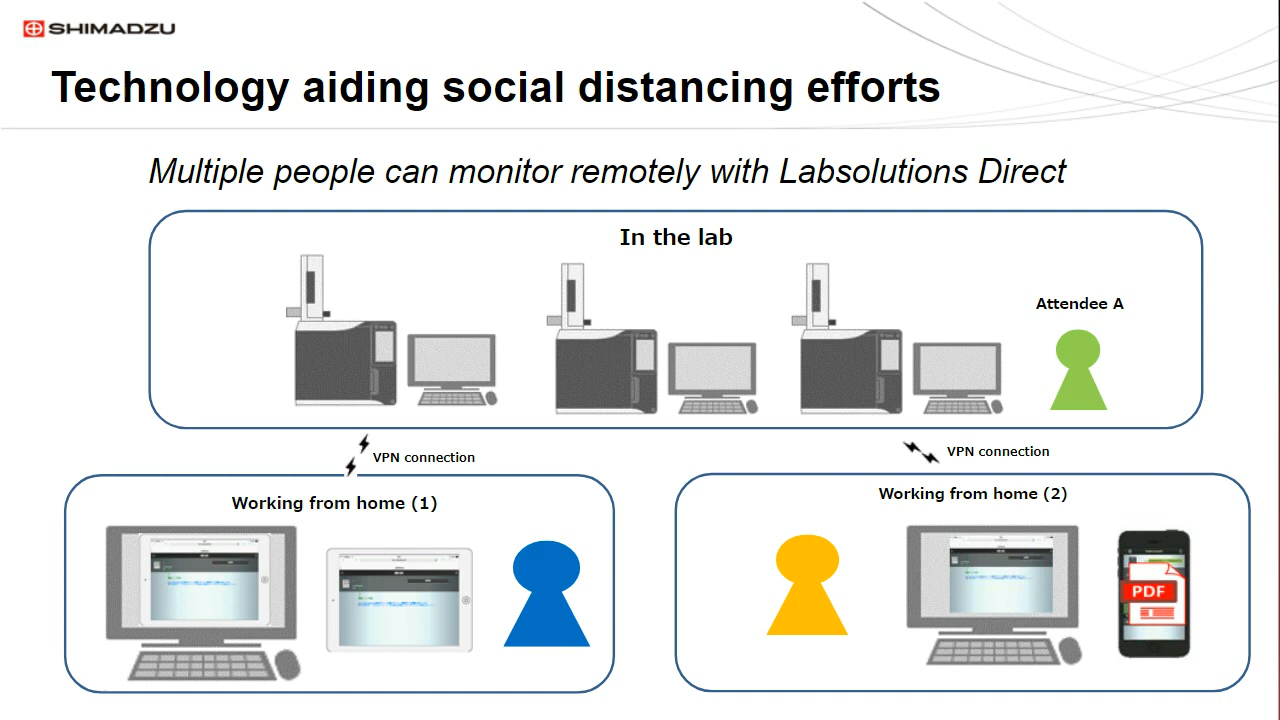 SHIMADZU
Technology aiding social distancing efforts
Multiple people can monitor remotely with Labsolutions Direct
In the lab
Attendee A
VPN connection
VPN connection
Working from home (1)
Working from home (2)
PDF